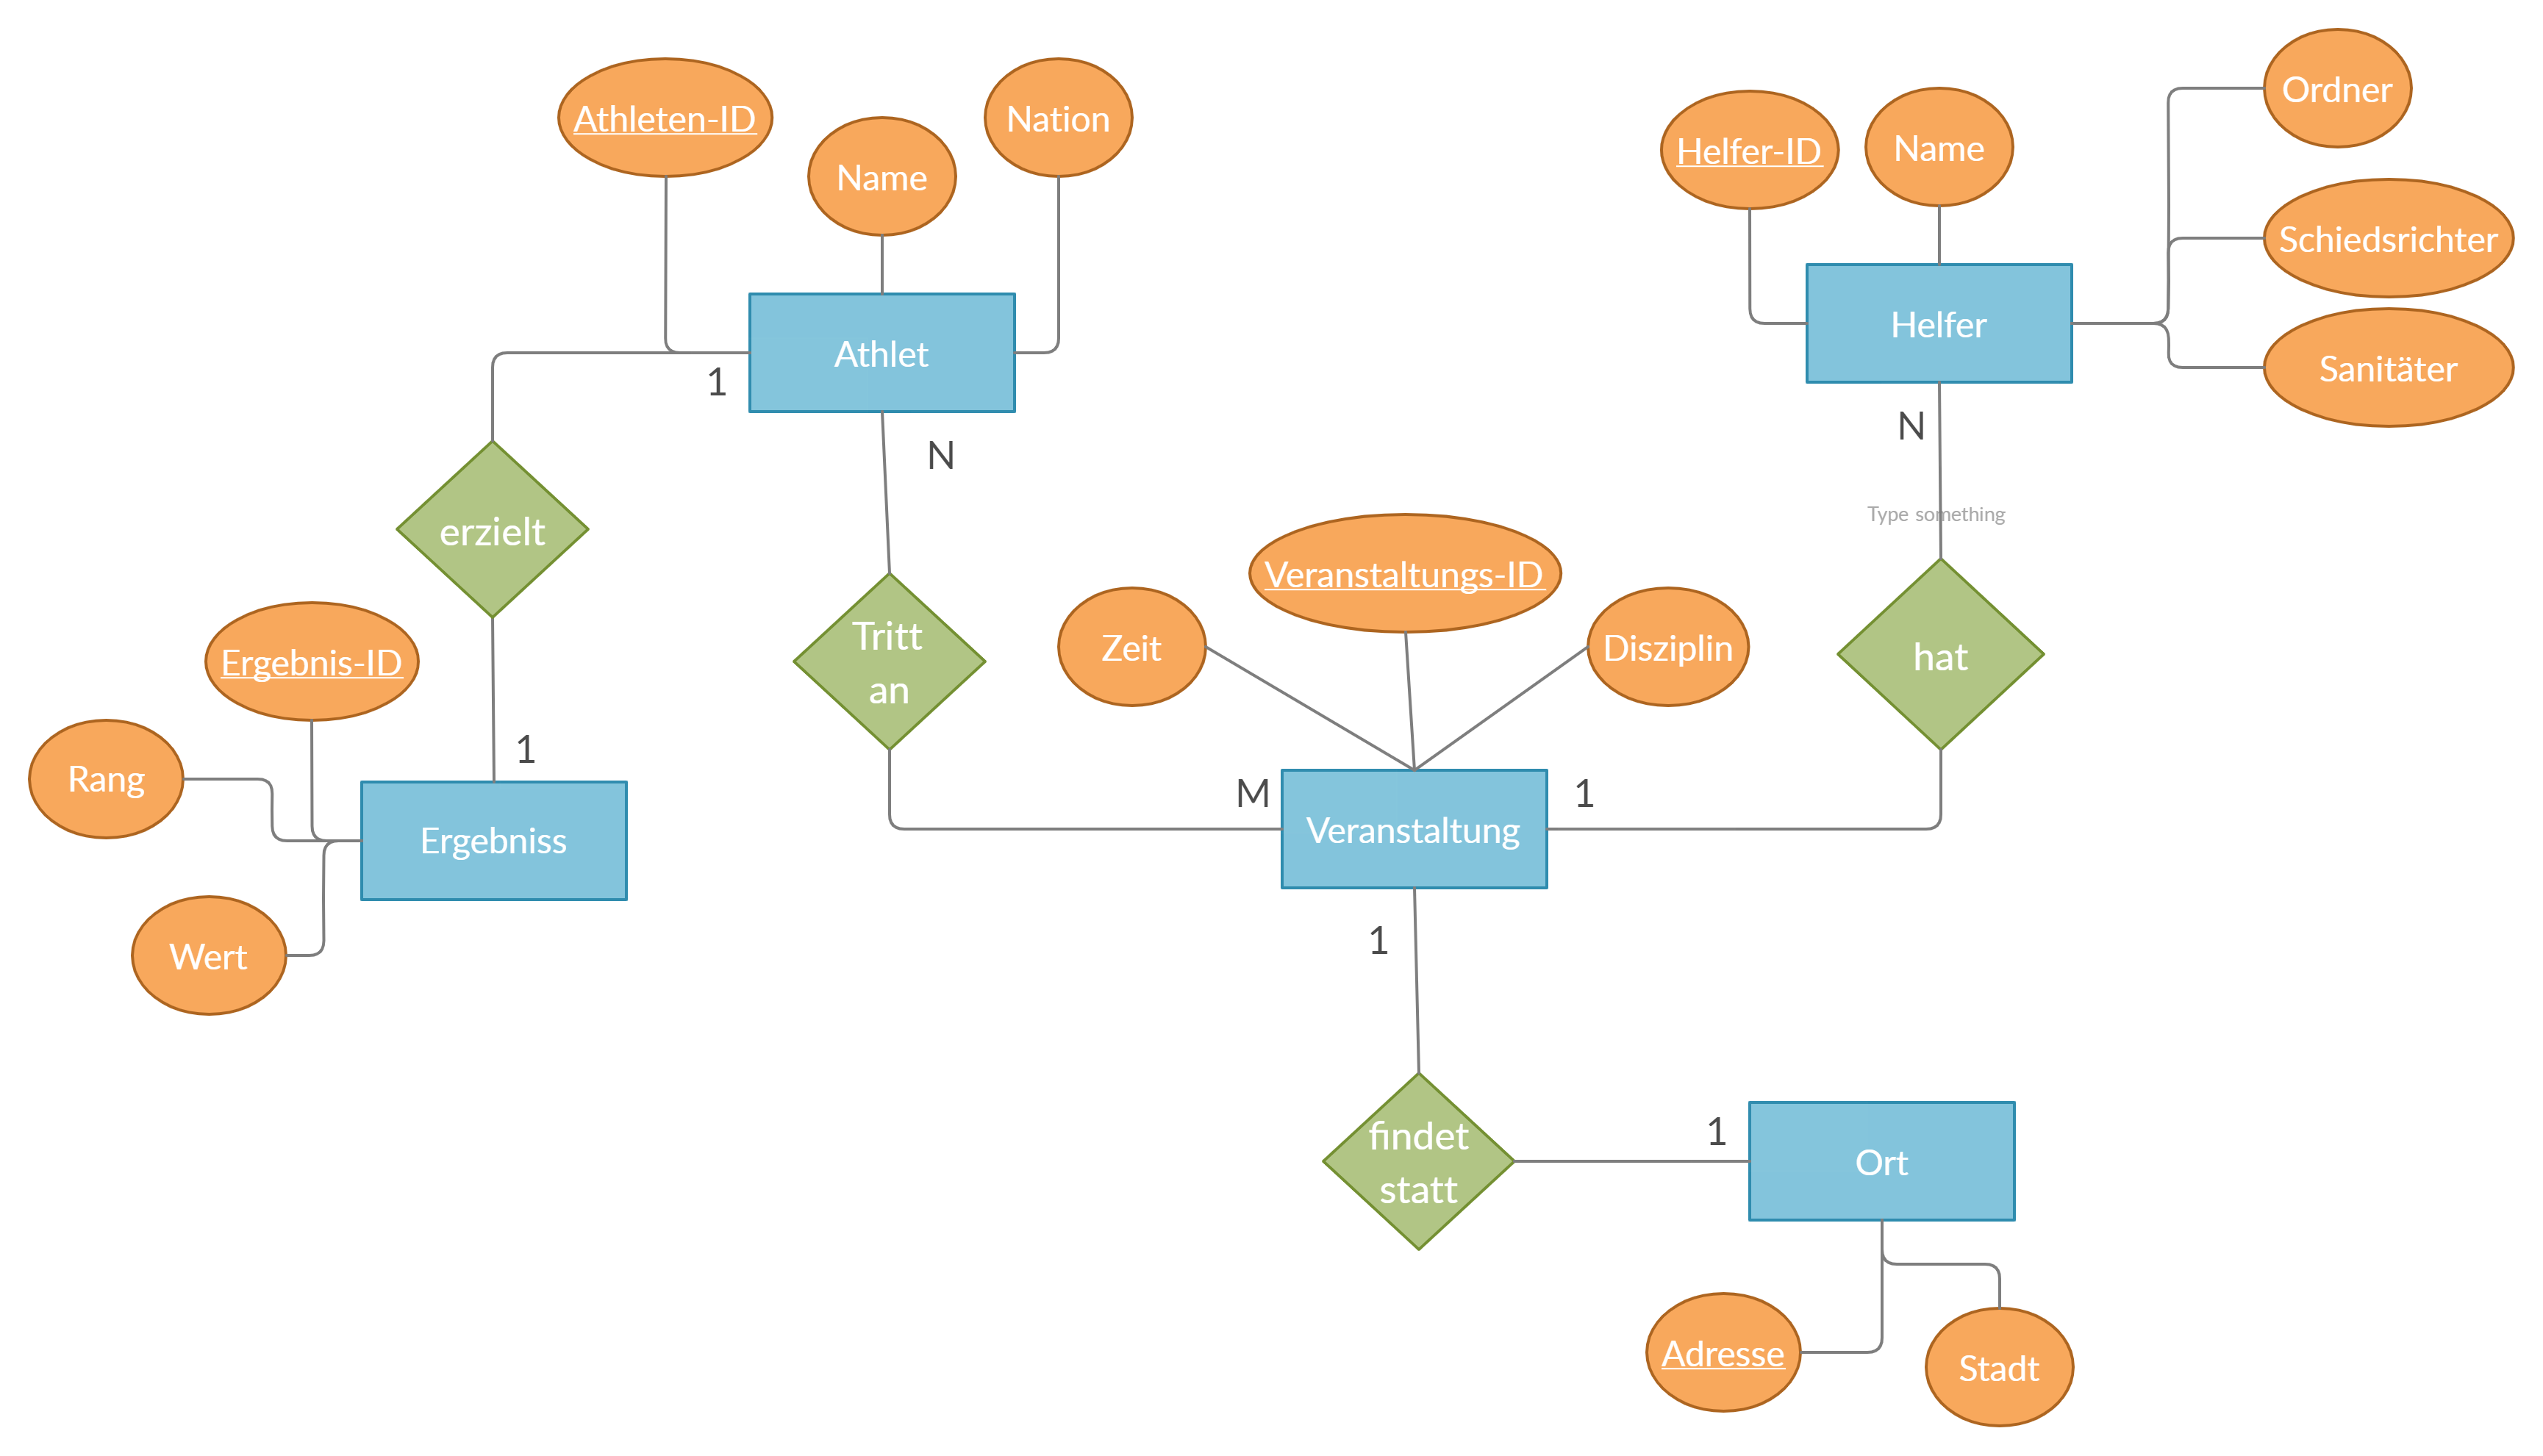 Ordner
Athleten-ID
Nation
Helfer-ID
Name
Name
Schiedsrichter
Athlet
Helfer
Sanitäter
1
N
N
erzielt
Type something
Veranstaltungs-ID
Tritt
an
Zeit
Disziplin
hat
Ergebnis-ID
1
Rang
M
1
Ergebniss
Veranstaltung
Wert
1
findet
statt
1
Ort
Adresse
Stadt